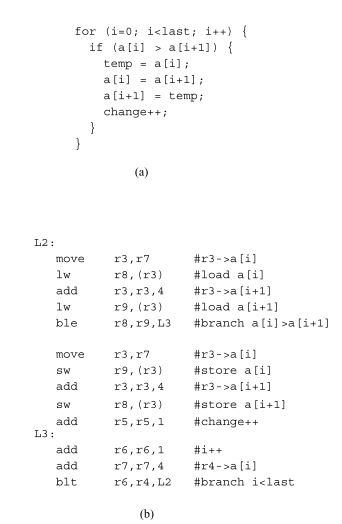 for (i=0; i<last; i++) {
if (a[i] > a[i+1]) {
temp = a[i];
a[i] = a[i+1];
a[i+1] = temp;
change++;
}
}
(a)
L2:
move r3,r7 #r3->a[i]
lw r8,(r3) #load a[i]
add r3,r3,4 #r3->a[i+1]
lw r9,(r3) #load a[i+1]
ble r8,r9,L3 #branch a[i]>a[i+1]
move r3,r7 #r3->a[i]
sw r9,(r3) #store a[i]
add r3,r3,4 #r3->a[i+1]
sw r8,(r3) #store a[i+1]
add r5,r5,1 #change++
L3:
add r6,r6,1 #i++
add r7,r7,4 #r4->a[i]
blt r6,r4,L2 #branch i<last
(b)